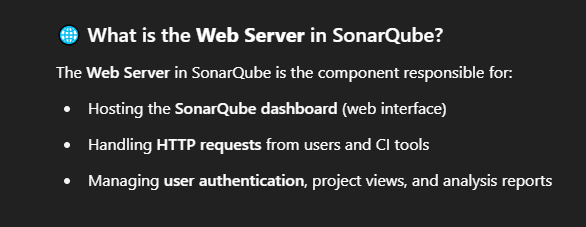 🌐 What is the Web Server in SonarQube?
The Web Server in SonarQube is the component responsible for:
• Hosting the SonarQube dashboard (web interface)
• Handling HTTP requests from users and CI tools
• Managing user authentication, project views, and analysis reports